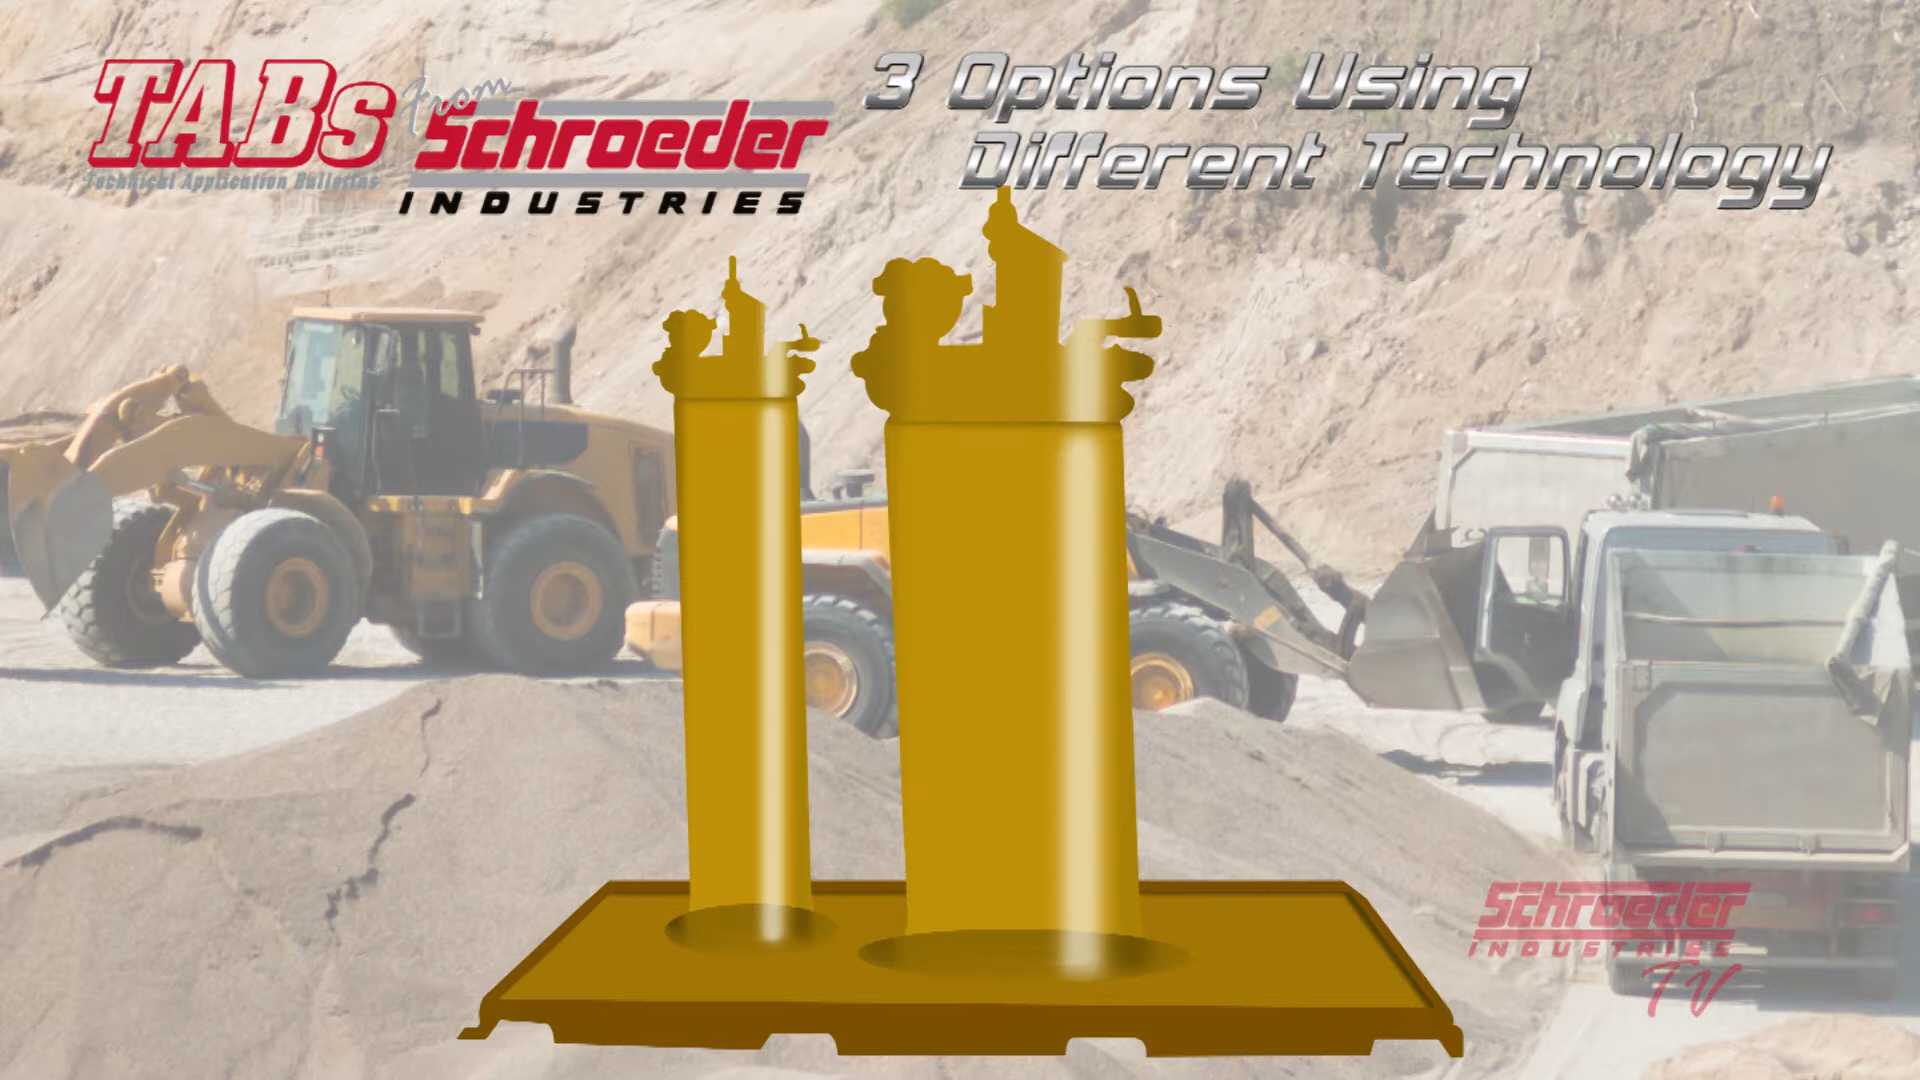 TABs from
Technical Application Bulletins
Schroeder
INDUSTRIES
3 Options Using
Different Technology
Schroeder
INDUSTRIES
TV